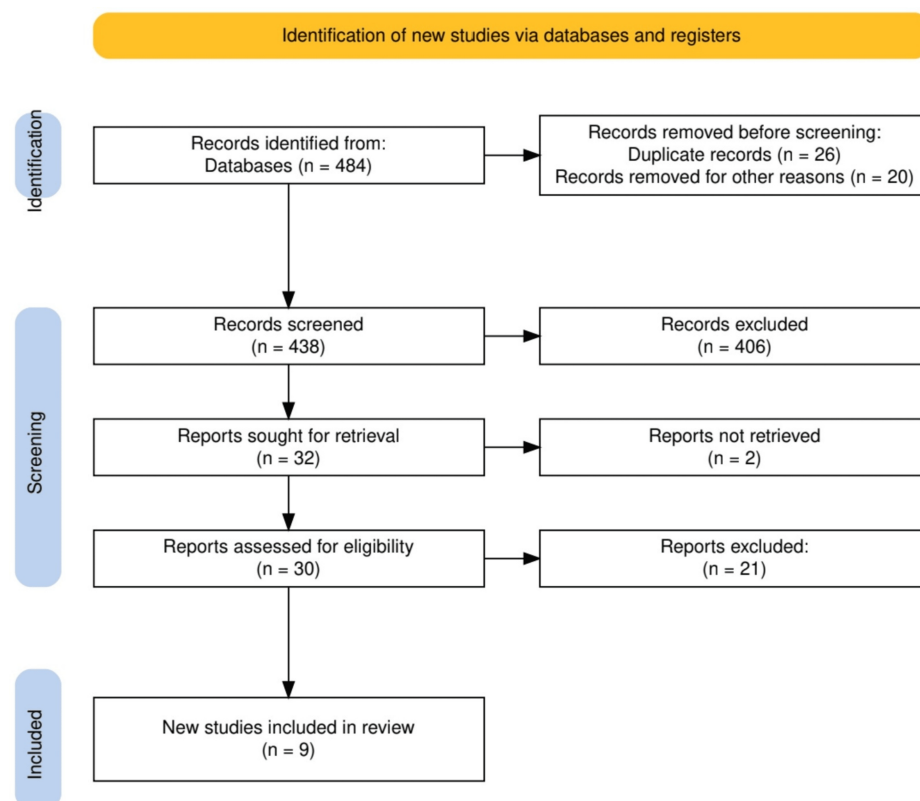 Identification of new studies via databases and registers
Identification
Records identified from:
Databases (n = 484)
Records removed before screening:
Duplicate records (n = 26)
Records removed for other reasons (n = 20)
Screening
Records screened
(n = 438)
Records excluded
(n = 406)
Reports sought for retrieval
(n = 32)
Reports not retrieved
(n = 2)
Reports assessed for eligibility
(n = 30)
Reports excluded:
(n = 21)
Included
New studies included in review
(n = 9)